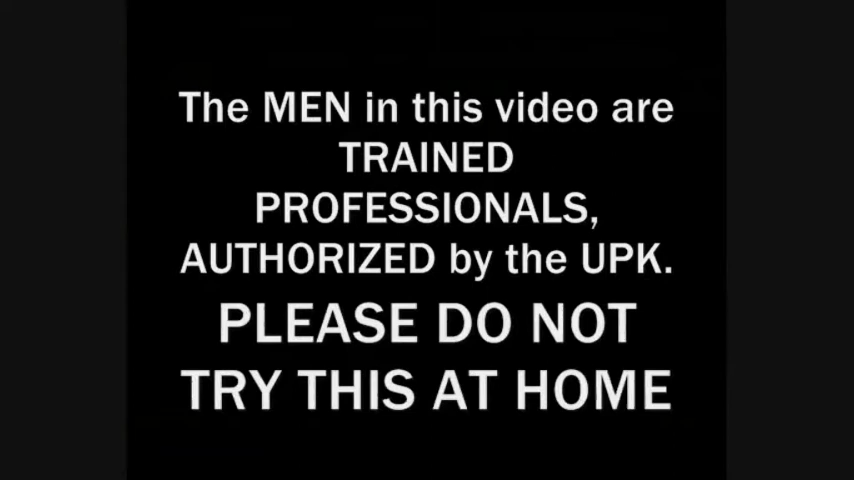 The MEN in this video are
TRAINED
PROFESSIONALS,
AUTHORIZED by the UPK.
PLEASE DO NOT
TRY THIS AT HOME